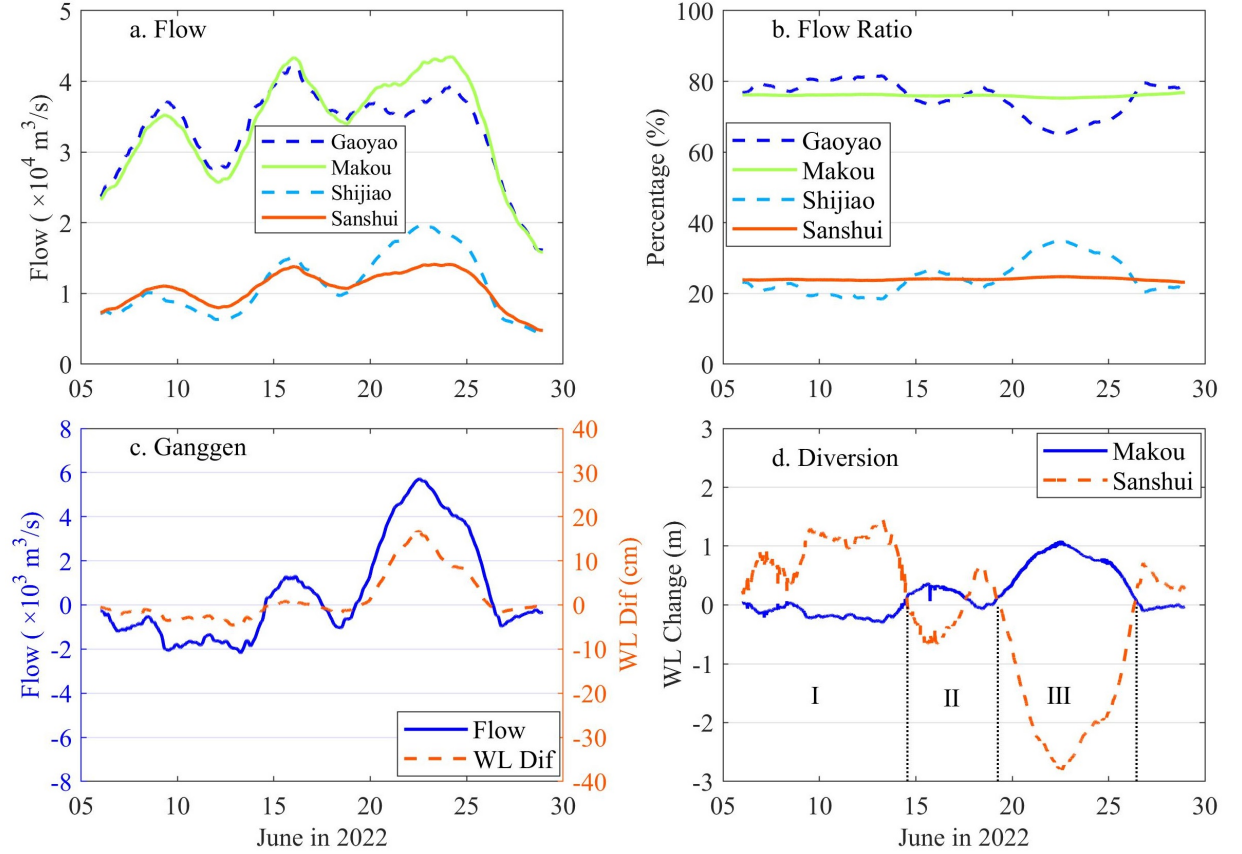 a. Flow
5
4
3
2
1
0
Flow ( ×10⁴ m³/s)
Gaoyao
Makou
Shijiao
Sanshui
05 10 15 20 25 30
b. Flow Ratio
100
80
60
40
20
0
Percentage (%)
Gaoyao
Makou
Shijiao
Sanshui
05 10 15 20 25 30
c. Ganggen
8
6
4
2
0
-2
-4
-6
-8
Flow ( ×10³ m³/s)
40
30
20
10
0
-10
-20
-30
-40
WL Dif (cm)
Flow
WL Dif
05 10 15 20 25 30
June in 2022
d. Diversion
3
2
1
0
-1
-2
-3
WL Change (m)
Makou
Sanshui
I II III
05 10 15 20 25 30
June in 2022